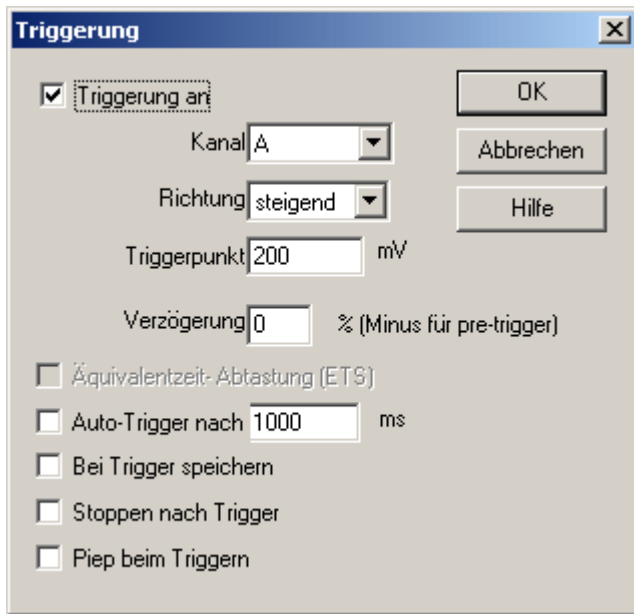 Triggerung
Triggerung an
OK
Kanal A
Abbrechen
Richtung steigend
Hilfe
Triggerpunkt 200 mV
Verzögerung 0 % (Minus für pre-trigger)
Äquivalentzeit- Abtastung (ETS)
Auto-Trigger nach 1000 ms
Bei Trigger speichern
Stoppen nach Trigger
Piep beim Triggern